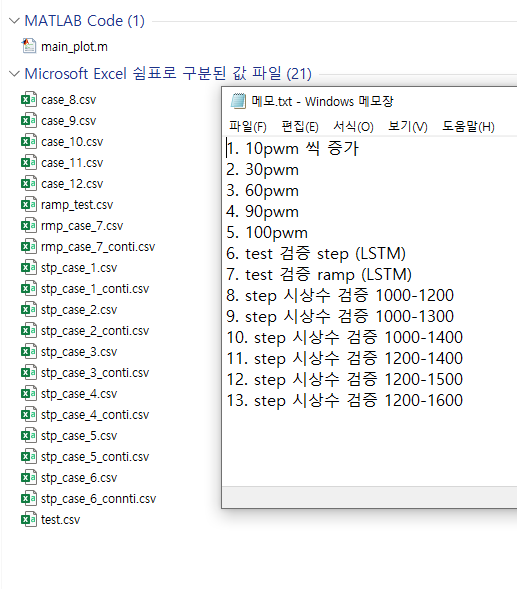 MATLAB Code (1)
main_plot.m
Microsoft Excel 쉼표로 구분된 값 파일 (21)
case_8.csv
case_9.csv
case_10.csv
case_11.csv
case_12.csv
ramp_test.csv
rmp_case_7.csv
rmp_case_7_conti.csv
stp_case_1.csv
stp_case_1_conti.csv
stp_case_2.csv
stp_case_2_conti.csv
stp_case_3.csv
stp_case_3_conti.csv
stp_case_4.csv
stp_case_4_conti.csv
stp_case_5.csv
stp_case_5_conti.csv
stp_case_6.csv
stp_case_6_connti.csv
test.csv
메모.txt - Windows 메모장
파일(F) 편집(E) 서식(O) 보기(V) 도움말(H)
1. 10pwm 씩 증가
2. 30pwm
3. 60pwm
4. 90pwm
5. 100pwm
6. test 검증 step (LSTM)
7. test 검증 ramp (LSTM)
8. step 시상수 검증 1000-1200
9. step 시상수 검증 1000-1300
10. step 시상수 검증 1000-1400
11. step 시상수 검증 1200-1400
12. step 시상수 검증 1200-1500
13. step 시상수 검증 1200-1600